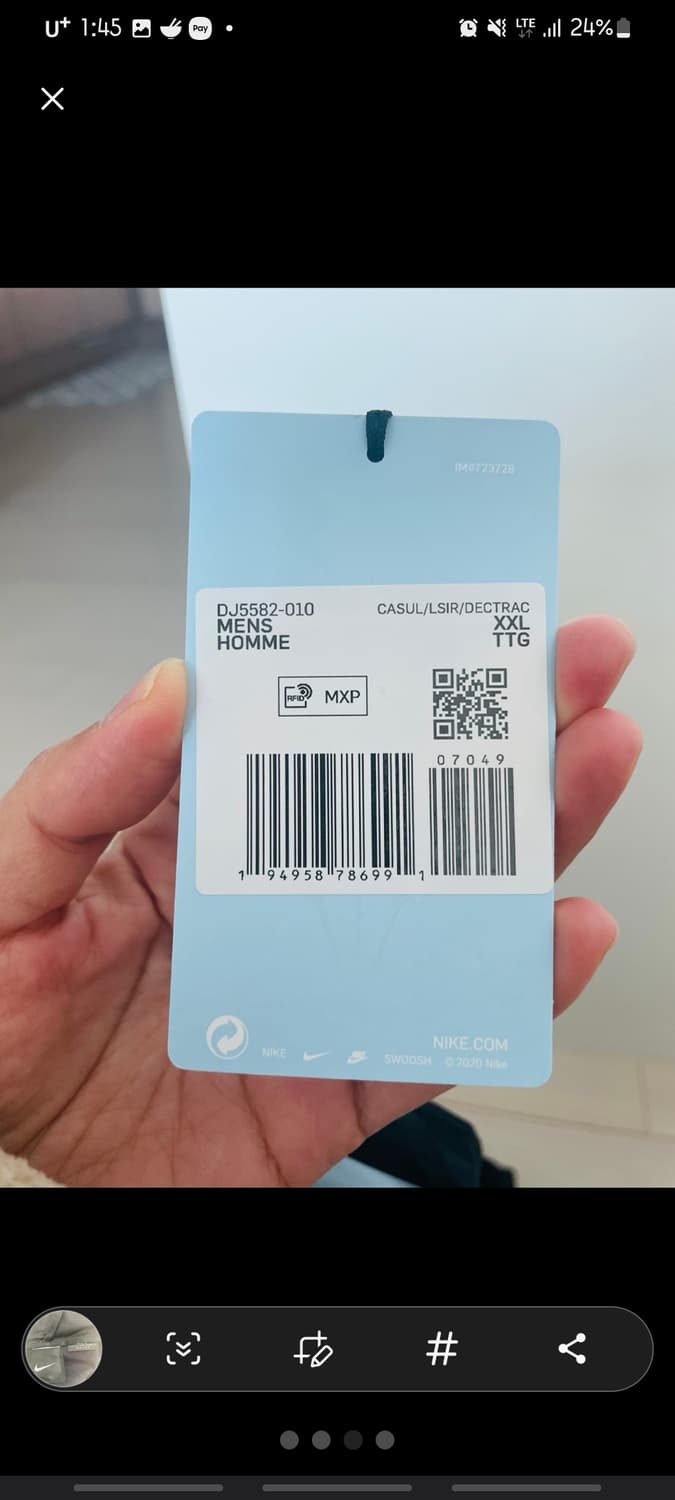 U+ 1:45 Pay LTE 24%
IM#723728
DJ5582-010 CASUL/LSIR/DECTRAC
MENS XXL
HOMME TTG
RFID MXP
07049
1 94958 78699 1
NIKE.COM
NIKE SWOOSH © 2020 Nike
#